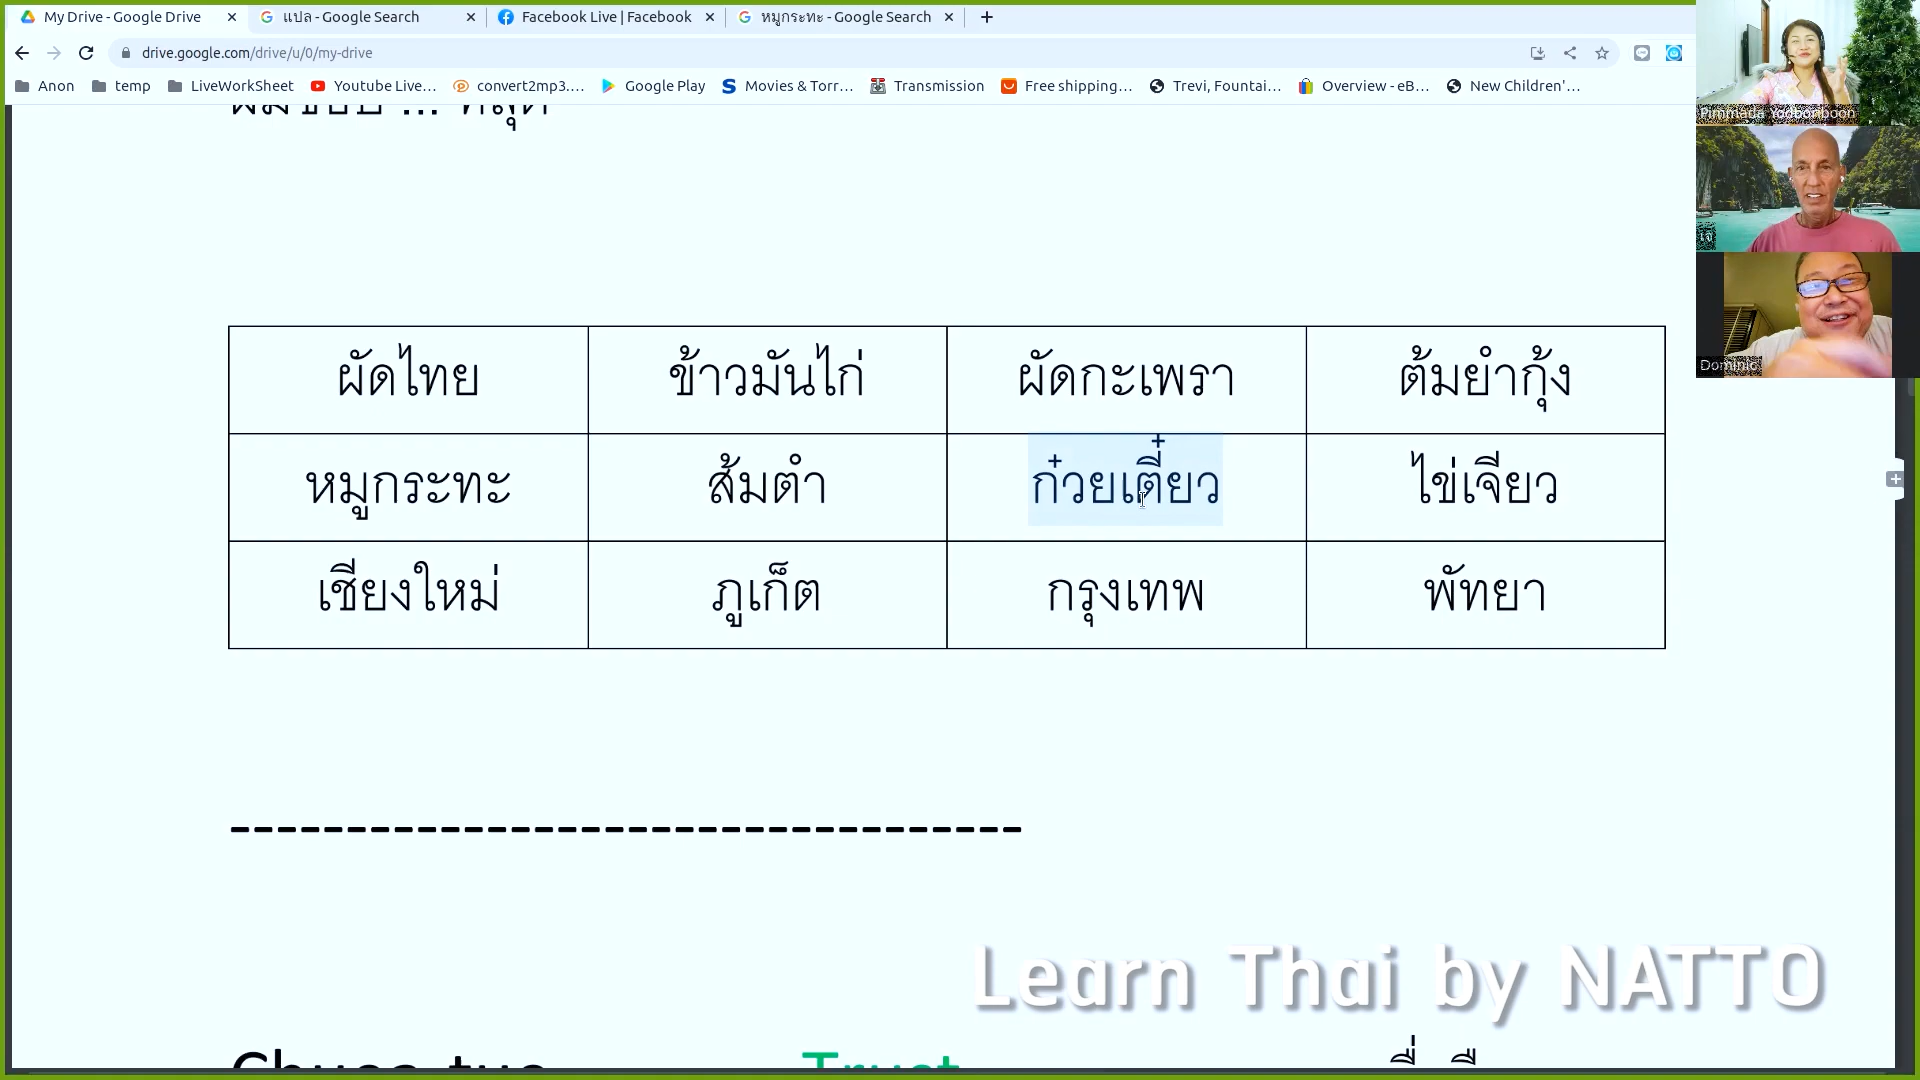 My Drive - Google Drive
แปล - Google Search
Facebook Live | Facebook
หมูกระทะ - Google Search
drive.google.com/drive/u/0/my-drive
Anon temp LiveWorkSheet Youtube Live... convert2mp3.... Google Play Movies & Torr... Transmission Free shipping... Trevi, Fountai... Overview - eB... New Children'...
ผัดไทย ข้าวมันไก่ ผัดกะเพรา ต้มยำกุ้ง
หมูกระทะ ส้มตำ ก๋วยเตี๋ยว ไข่เจียว
เชียงใหม่ ภูเก็ต กรุงเทพ พัทยา
---------------------------------
Learn Thai by NATTO
Trust
Dominic